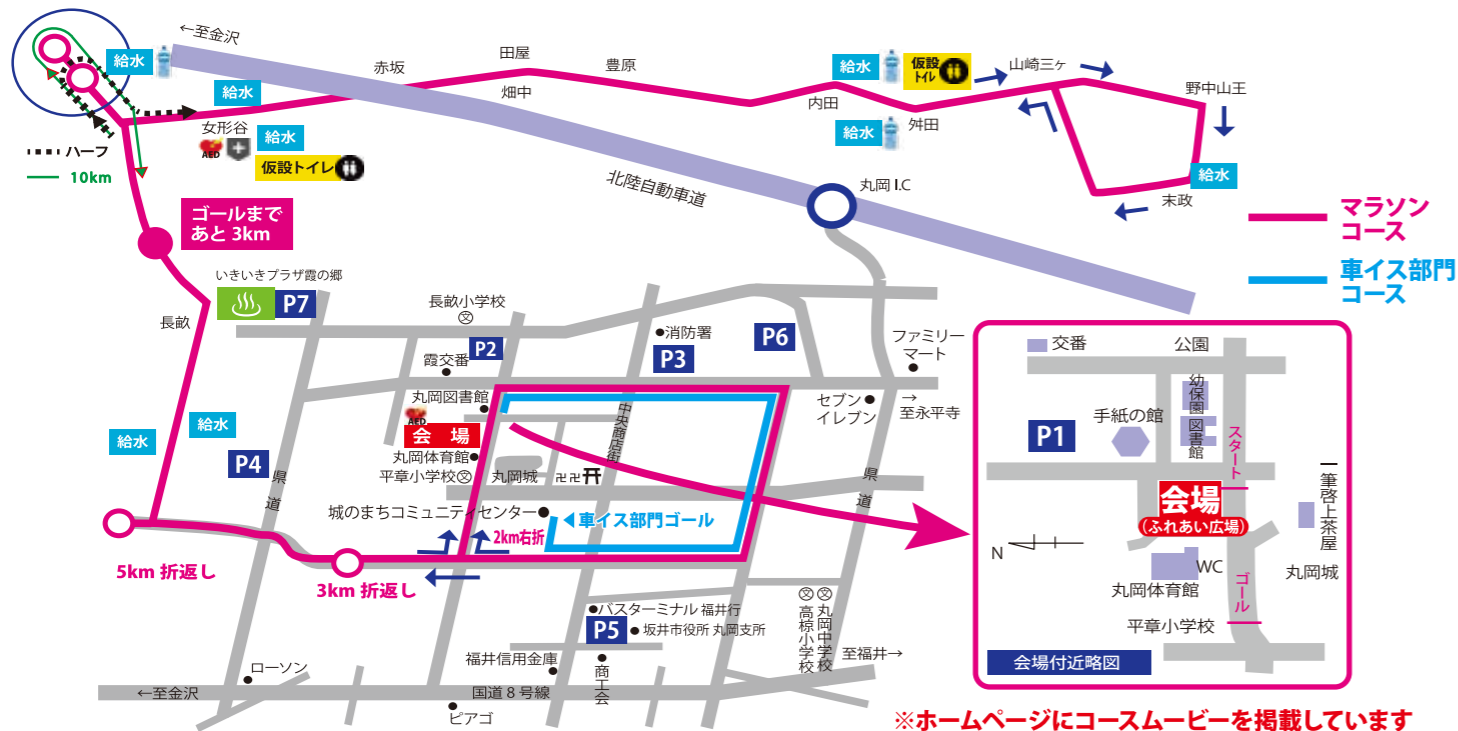 ←至金沢
給水
赤坂
田屋
畑中
豊原
給水
仮設
トイレ
山崎三ヶ
野中山王
内田
舛田
給水
給水
末政
給水
女形谷
AED
給水
仮設トイレ
ハーフ
10km
北陸自動車道
丸岡 I.C
マラソン
コース
車イス部門
コース
ゴールまで
あと 3km
いきいきプラザ霞の郷
P7
長畝
長畝小学校
文
P2
霞交番
消防署
P3
P6
ファミリー
マート
セブン
イレブン
→
至永平寺
丸岡図書館
AED
会 場
丸岡体育館
平章小学校文
丸岡城
卍卍
中央商店街
県道
県道
給水
給水
P4
城のまちコミュニティセンター
車イス部門ゴール
2km右折
5km 折返し
3km 折返し
バスターミナル 福井行
P5
坂井市役所 丸岡支所
文文
高椋小学校
丸岡中学校
至福井→
福井信用金庫
商工会
ローソン
←至金沢
国道 8 号線
ピアゴ
交番
公園
幼保園
図書館
手紙の館
P1
スタート
会場
(ふれあい広場)
一筆啓上茶屋
N
WC
丸岡体育館
丸岡城
ゴール
平章小学校
会場付近略図
※ホームページにコースムービーを掲載しています